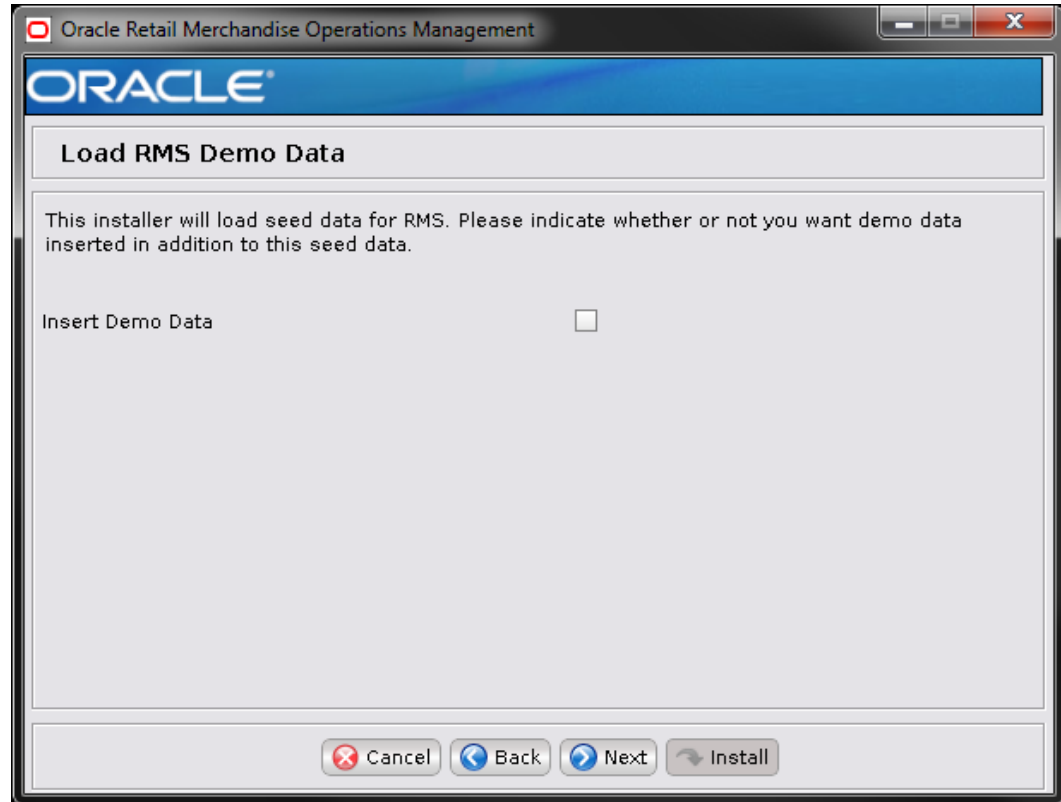 Oracle Retail Merchandise Operations Management
ORACLE®
Load RMS Demo Data
This installer will load seed data for RMS. Please indicate whether or not you want demo data
inserted in addition to this seed data.
Insert Demo Data
Cancel Back Next Install